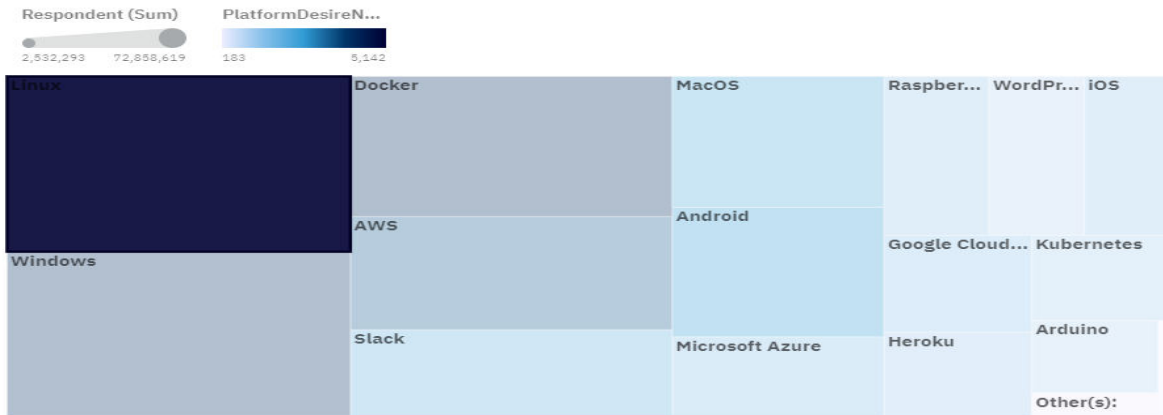 Respondent (Sum)
PlatformDesireN...
2,532,293 72,858,619
183 5,142
Linux
Docker
MacOS
Raspber...
WordPr...
iOS
AWS
Android
Google Cloud...
Kubernetes
Windows
Slack
Microsoft Azure
Heroku
Arduino
Other(s):